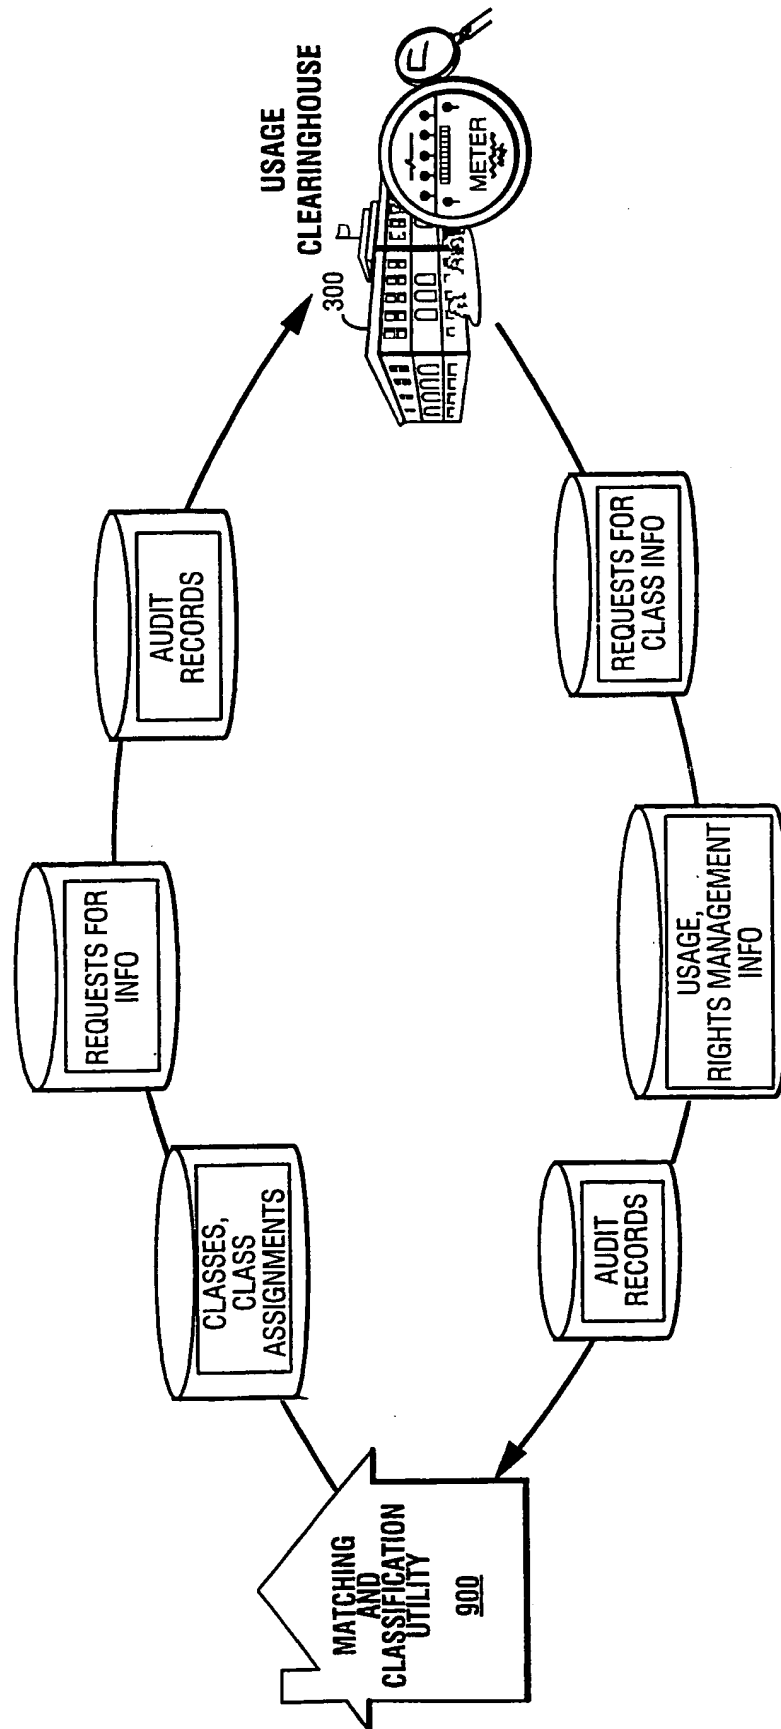 USAGE
CLEARINGHOUSE
300
METER
AUDIT
RECORDS
REQUESTS FOR
INFO
CLASSES,
CLASS
ASSIGNMENTS
MATCHING
AND
CLASSIFICATION
UTILITY
900
REQUESTS FOR
CLASS INFO
USAGE,
RIGHTS MANAGEMENT
INFO
AUDIT
RECORDS